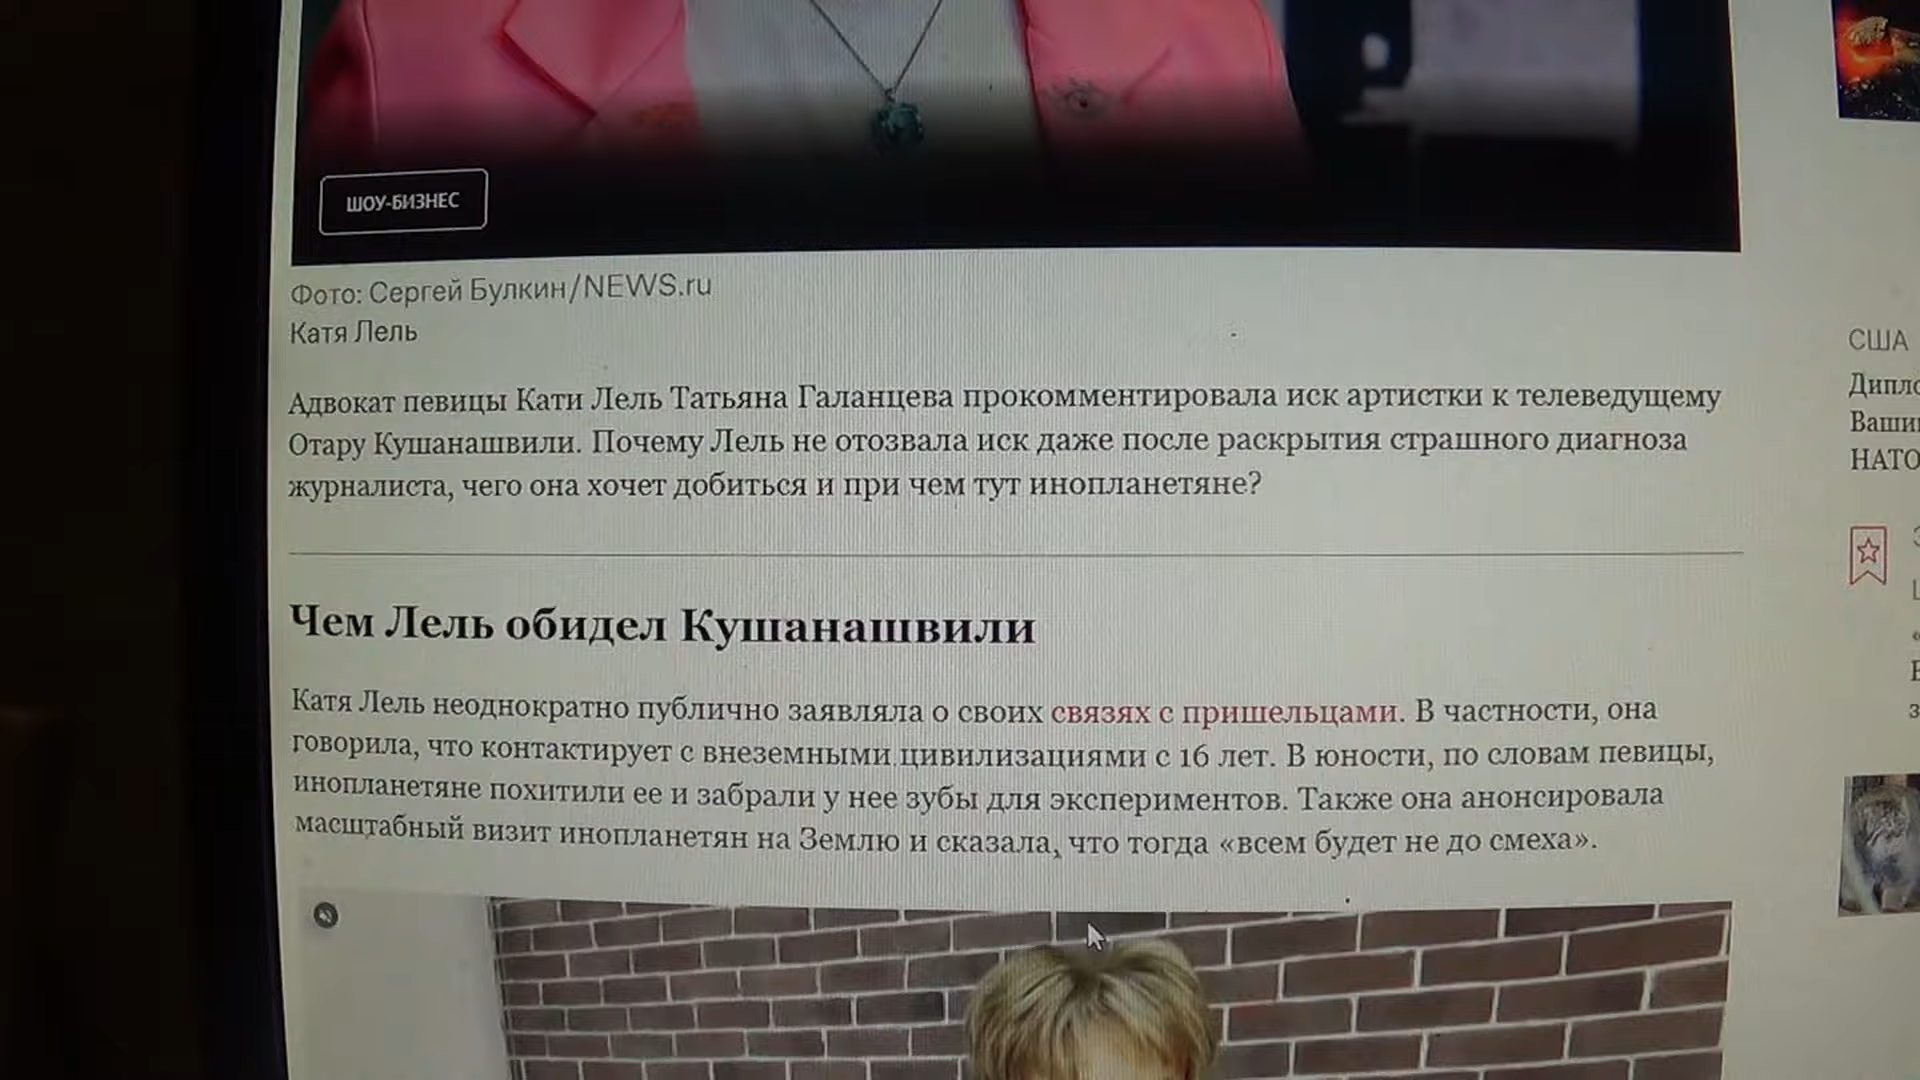 ШОУ-БИЗНЕС
Фото: Сергей Булкин/NEWS.ru
Катя Лель
Адвокат певицы Кати Лель Татьяна Галанцева прокомментировала иск артистки к телеведущему
Отару Кушанашвили. Почему Лель не отозвала иск даже после раскрытия страшного диагноза
журналиста, чего она хочет добиться и при чем тут инопланетяне?
Чем Лель обидел Кушанашвили
Катя Лель неоднократно публично заявляла о своих связях с пришельцами. В частности, она
говорила, что контактирует с внеземными цивилизациями с 16 лет. В юности, по словам певицы,
инопланетяне похитили ее и забрали у нее зубы для экспериментов. Также она анонсировала
масштабный визит инопланетян на Землю и сказала, что тогда «всем будет не до смеха».
США
НАТО